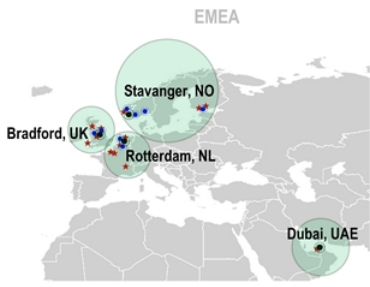 EMEA
Stavanger, NO
Bradford, UK
Rotterdam, NL
Dubai, UAE